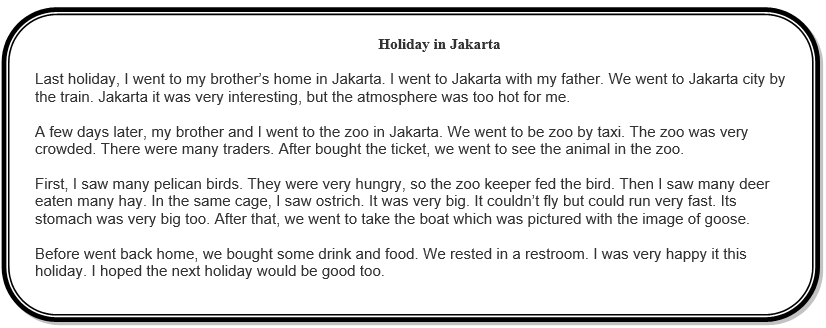 Holiday in Jakarta
Last holiday, I went to my brother's home in Jakarta. I went to Jakarta with my father. We went to Jakarta city by
the train. Jakarta it was very interesting, but the atmosphere was too hot for me.
A few days later, my brother and I went to the zoo in Jakarta. We went to be zoo by taxi. The zoo was very
crowded. There were many traders. After bought the ticket, we went to see the animal in the zoo.
First, I saw many pelican birds. They were very hungry, so the zoo keeper fed the bird. Then I saw many deer
eaten many hay. In the same cage, I saw ostrich. It was very big. It couldn't fly but could run very fast. Its
stomach was very big too. After that, we went to take the boat which was pictured with the image of goose.
Before went back home, we bought some drink and food. We rested in a restroom. I was very happy it this
holiday. I hoped the next holiday would be good too.